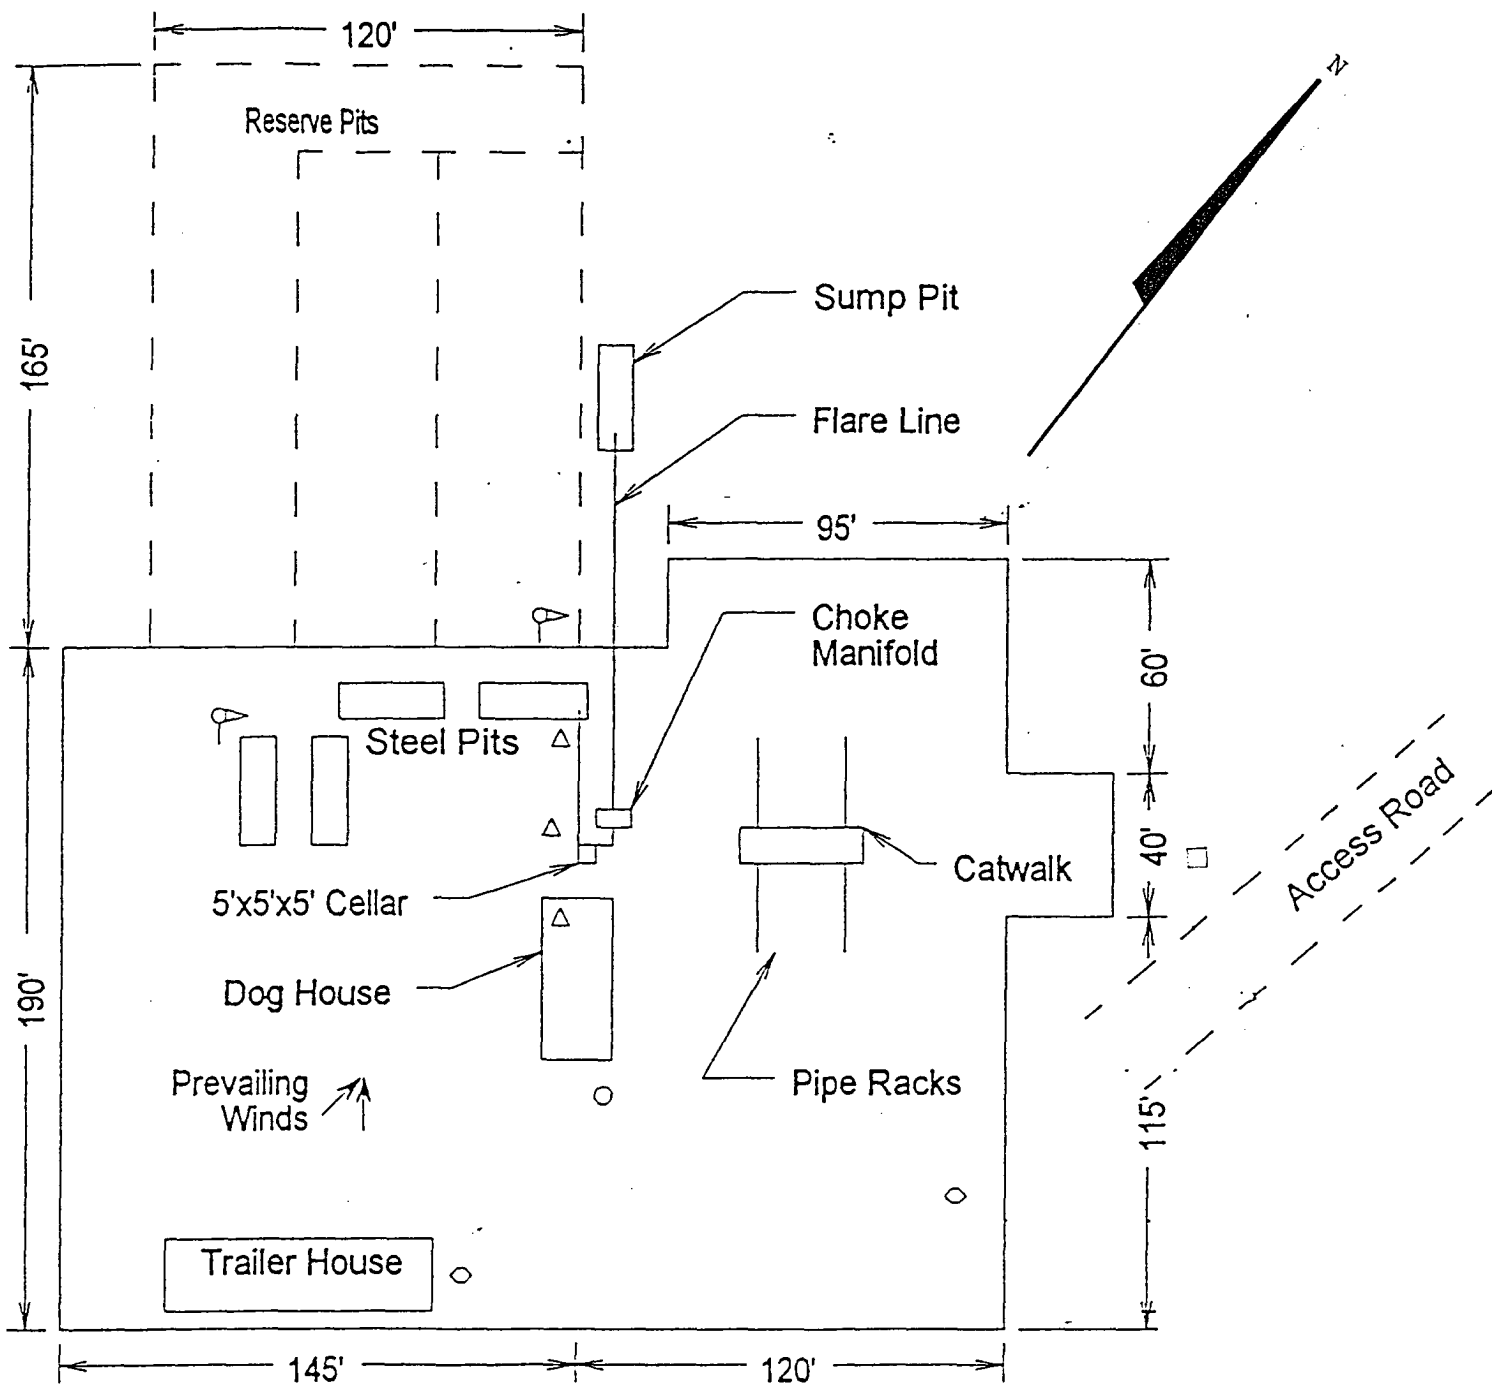 120'
N
Reserve Pits
Sump Pit
165'
Flare Line
95'
Choke
Manifold
60'
Steel Pits
Access Road
40'
Catwalk
5'x5'x5' Cellar
190'
Dog House
Prevailing
Winds
Pipe Racks
115'
Trailer House
145'
120'